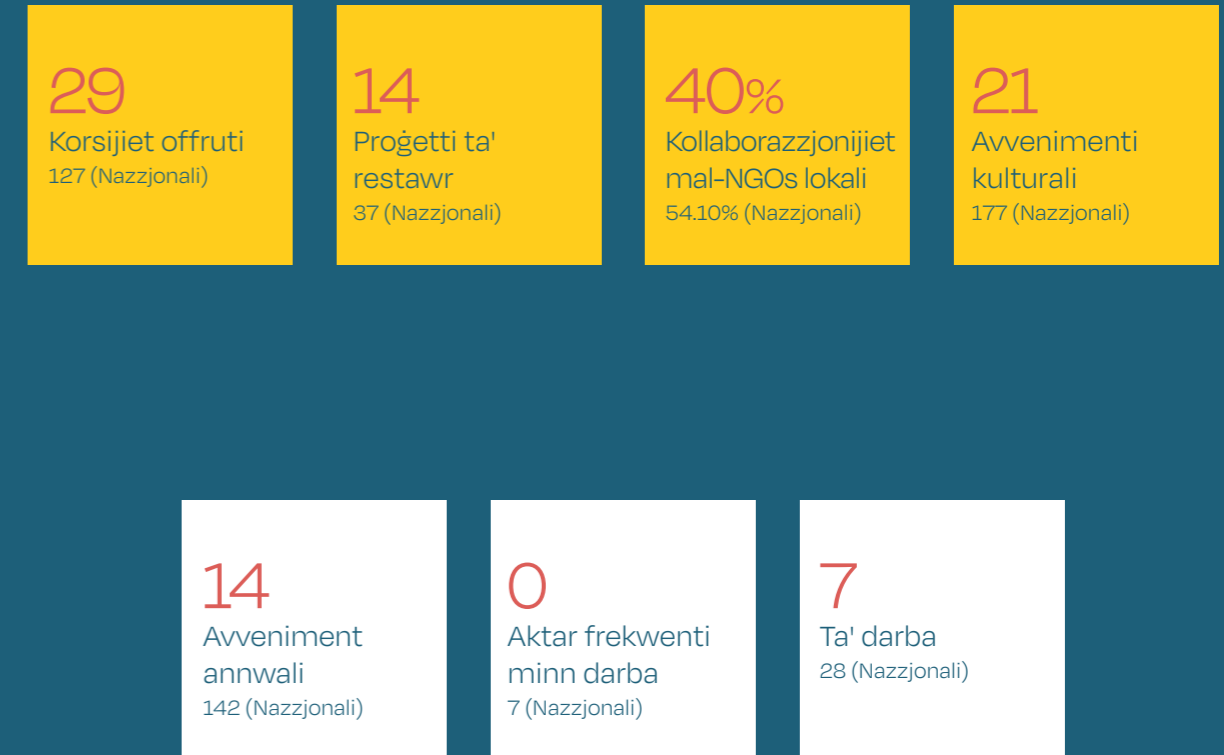 29
Korsijiet offruti
127 (Nazzjonali)
14
Proġetti ta'
restawr
37 (Nazzjonali)
40%
Kollaborazzjonijiet
mal-NGOs lokali
54.10% (Nazzjonali)
21
Avvenimenti
kulturali
177 (Nazzjonali)
14
Avveniment
annwali
142 (Nazzjonali)
0
Aktar frekwenti
minn darba
7 (Nazzjonali)
7
Ta' darba
28 (Nazzjonali)